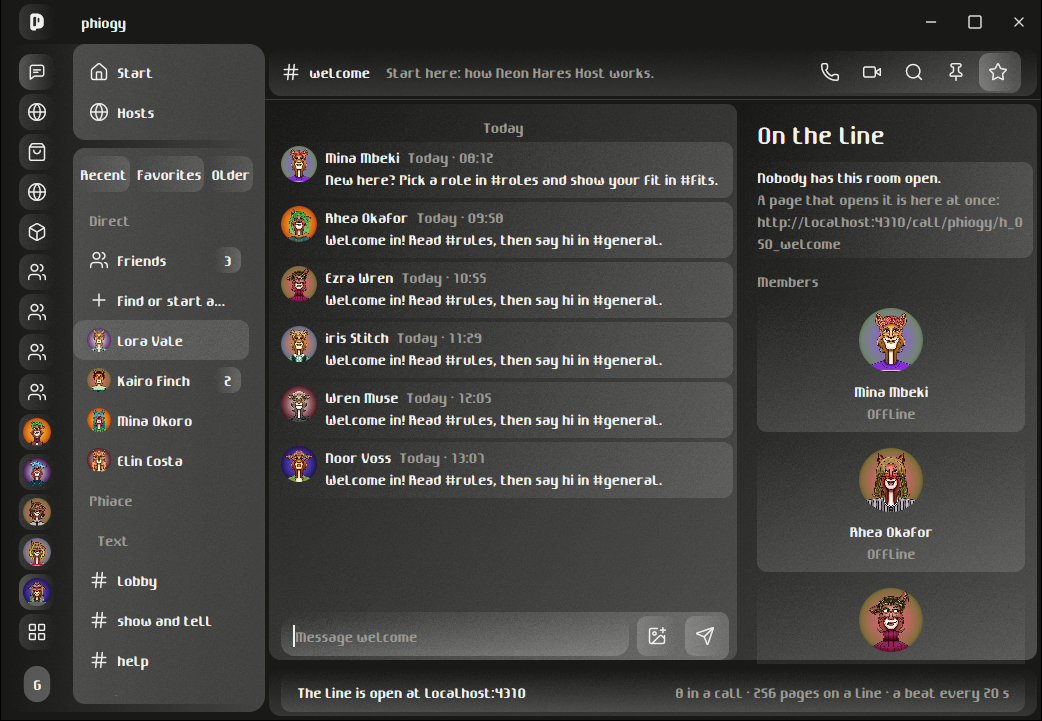 phiogy
Start
Hosts
Recent Favorites Older
Direct
Friends 3
Find or start a...
Lora Vale
Kairo Finch 2
Mina Okoro
Elin Costa
Phiace
Text
# lobby
# show and tell
# help
G
# welcome Start here: how Neon Hares Host works.
Today
Mina Mbeki Today · 08:12
New here? Pick a role in #roles and show your fit in #fits.
Rhea Okafor Today · 09:58
Welcome in! Read #rules, then say hi in #general.
Ezra Wren Today · 10:55
Welcome in! Read #rules, then say hi in #general.
iris Stitch Today · 11:29
Welcome in! Read #rules, then say hi in #general.
Wren Muse Today · 12:05
Welcome in! Read #rules, then say hi in #general.
Noor Voss Today · 13:07
Welcome in! Read #rules, then say hi in #general.
Message welcome
On the Line
Nobody has this room open.
A page that opens it is here at once:
http://localhost:4310/call/phiogy/h_0
50_welcome
Members
Mina Mbeki
Offline
Rhea Okafor
Offline
The Line is open at localhost:4310
0 in a call · 256 pages on a line · a beat every 20 s